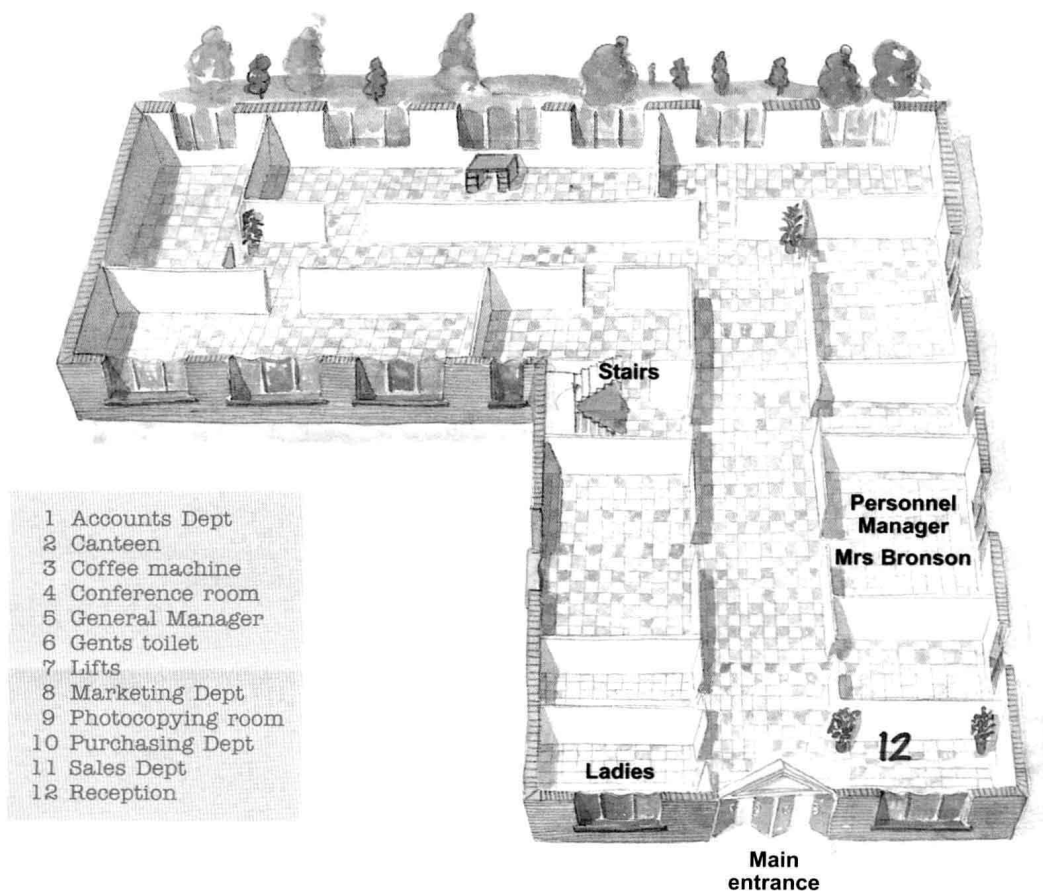 Stairs
Personnel
Manager
Mrs Bronson
1 Accounts Dept
2 Canteen
3 Coffee machine
4 Conference room
5 General Manager
6 Gents toilet
7 Lifts
8 Marketing Dept
9 Photocopying room
10 Purchasing Dept
11 Sales Dept
12 Reception
12
Ladies
Main
entrance